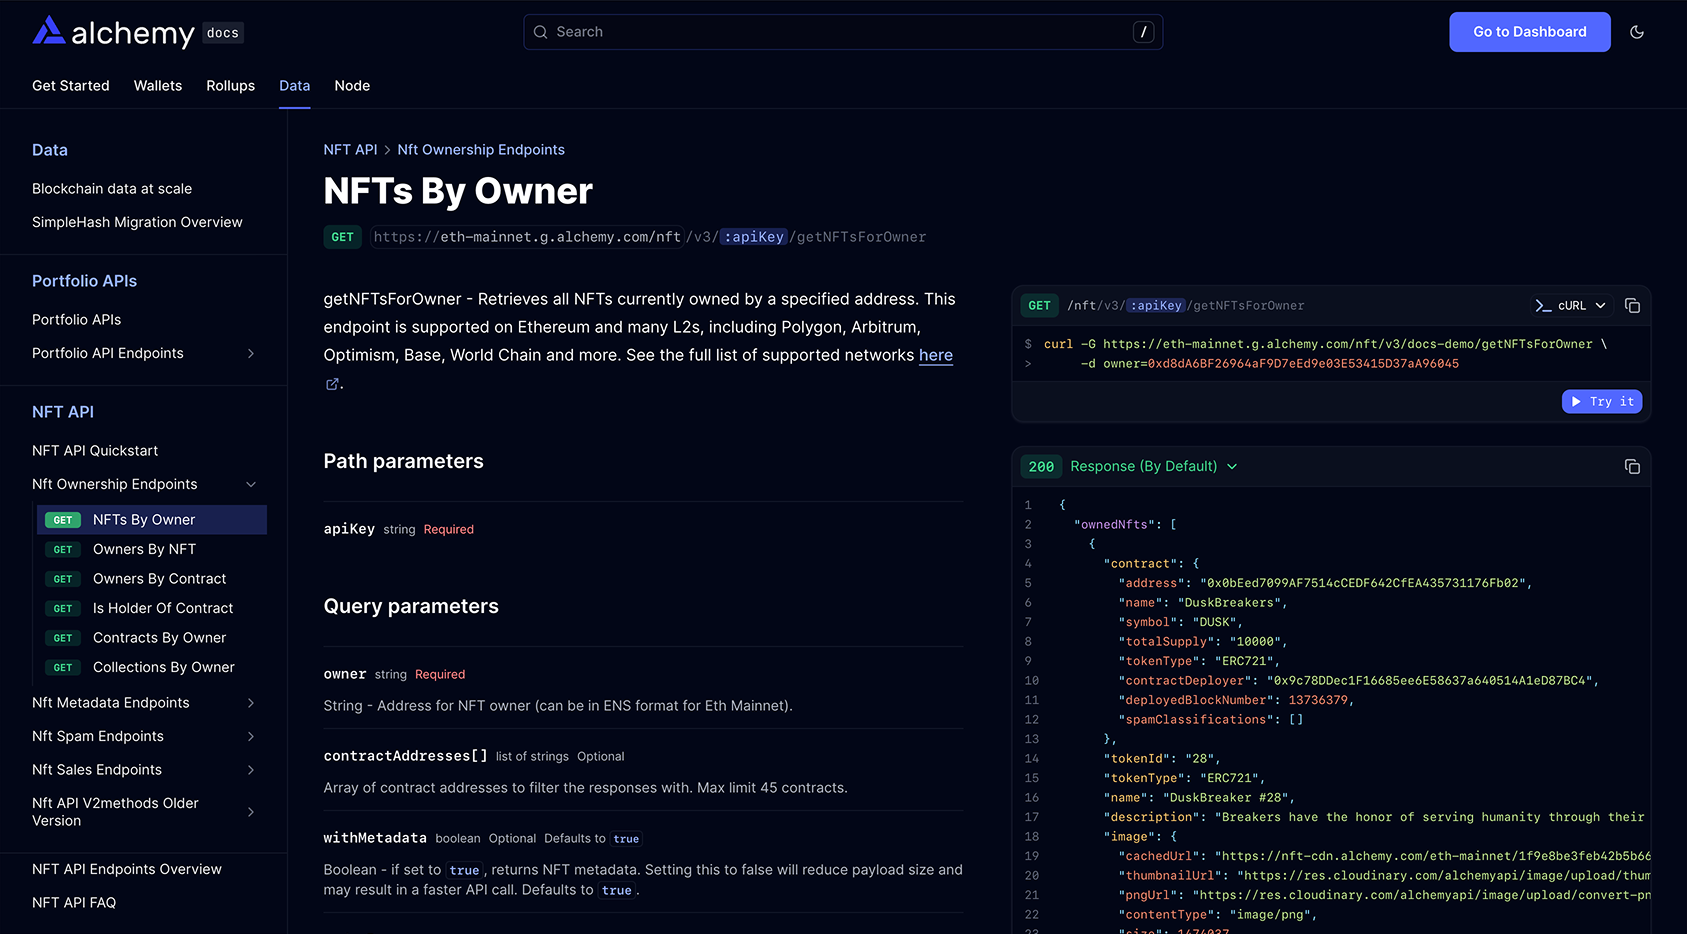 alchemy docs
Search /
Go to Dashboard
Get Started Wallets Rollups Data Node
Data
Blockchain data at scale
SimpleHash Migration Overview
Portfolio APIs
Portfolio APIs
Portfolio API Endpoints
NFT API
NFT API Quickstart
Nft Ownership Endpoints
GET NFTs By Owner
GET Owners By NFT
GET Owners By Contract
GET Is Holder Of Contract
GET Contracts By Owner
GET Collections By Owner
Nft Metadata Endpoints
Nft Spam Endpoints
Nft Sales Endpoints
Nft API V2methods Older
Version
NFT API Endpoints Overview
NFT API FAQ
NFT API > Nft Ownership Endpoints
NFTs By Owner
GET https://eth-mainnet.g.alchemy.com/nft/v3/:apiKey/getNFTsForOwner
getNFTsForOwner - Retrieves all NFTs currently owned by a specified address. This
endpoint is supported on Ethereum and many L2s, including Polygon, Arbitrum,
Optimism, Base, World Chain and more. See the full list of supported networks here
.
Path parameters
apiKey string Required
Query parameters
owner string Required
String - Address for NFT owner (can be in ENS format for Eth Mainnet).
contractAddresses[] list of strings Optional
Array of contract addresses to filter the responses with. Max limit 45 contracts.
withMetadata boolean Optional Defaults to true
Boolean - if set to true, returns NFT metadata. Setting this to false will reduce payload size and
may result in a faster API call. Defaults to true.
GET /nft/v3/:apiKey/getNFTsForOwner cURL
$ curl -G https://eth-mainnet.g.alchemy.com/nft/v3/docs-demo/getNFTsForOwner \
> -d owner=0xd8dA6BF26964aF9D7eEd9e03E53415D37aA96045
Try it
200 Response (By Default)
1 {
2 "ownedNfts": [
3 {
4 "contract": {
5 "address": "0x0bEed7099AF7514cCEDF642CfEA435731176Fb02",
6 "name": "DuskBreakers",
7 "symbol": "DUSK",
8 "totalSupply": "10000",
9 "tokenType": "ERC721",
10 "contractDeployer": "0x9c78DDec1F16685ee6E58637a640514A1eD87BC4",
11 "deployedBlockNumber": 13736379,
12 "spamClassifications": []
13 },
14 "tokenId": "28",
15 "tokenType": "ERC721",
16 "name": "DuskBreaker #28",
17 "description": "Breakers have the honor of serving humanity through their
18 "image": {
19 "cachedUrl": "https://nft-cdn.alchemy.com/eth-mainnet/1f9e8be3feb42b5b66
20 "thumbnailUrl": "https://res.cloudinary.com/alchemyapi/image/upload/thum
21 "pngUrl": "https://res.cloudinary.com/alchemyapi/image/upload/convert-pn
22 "contentType": "image/png",
23 "size": 1474037,